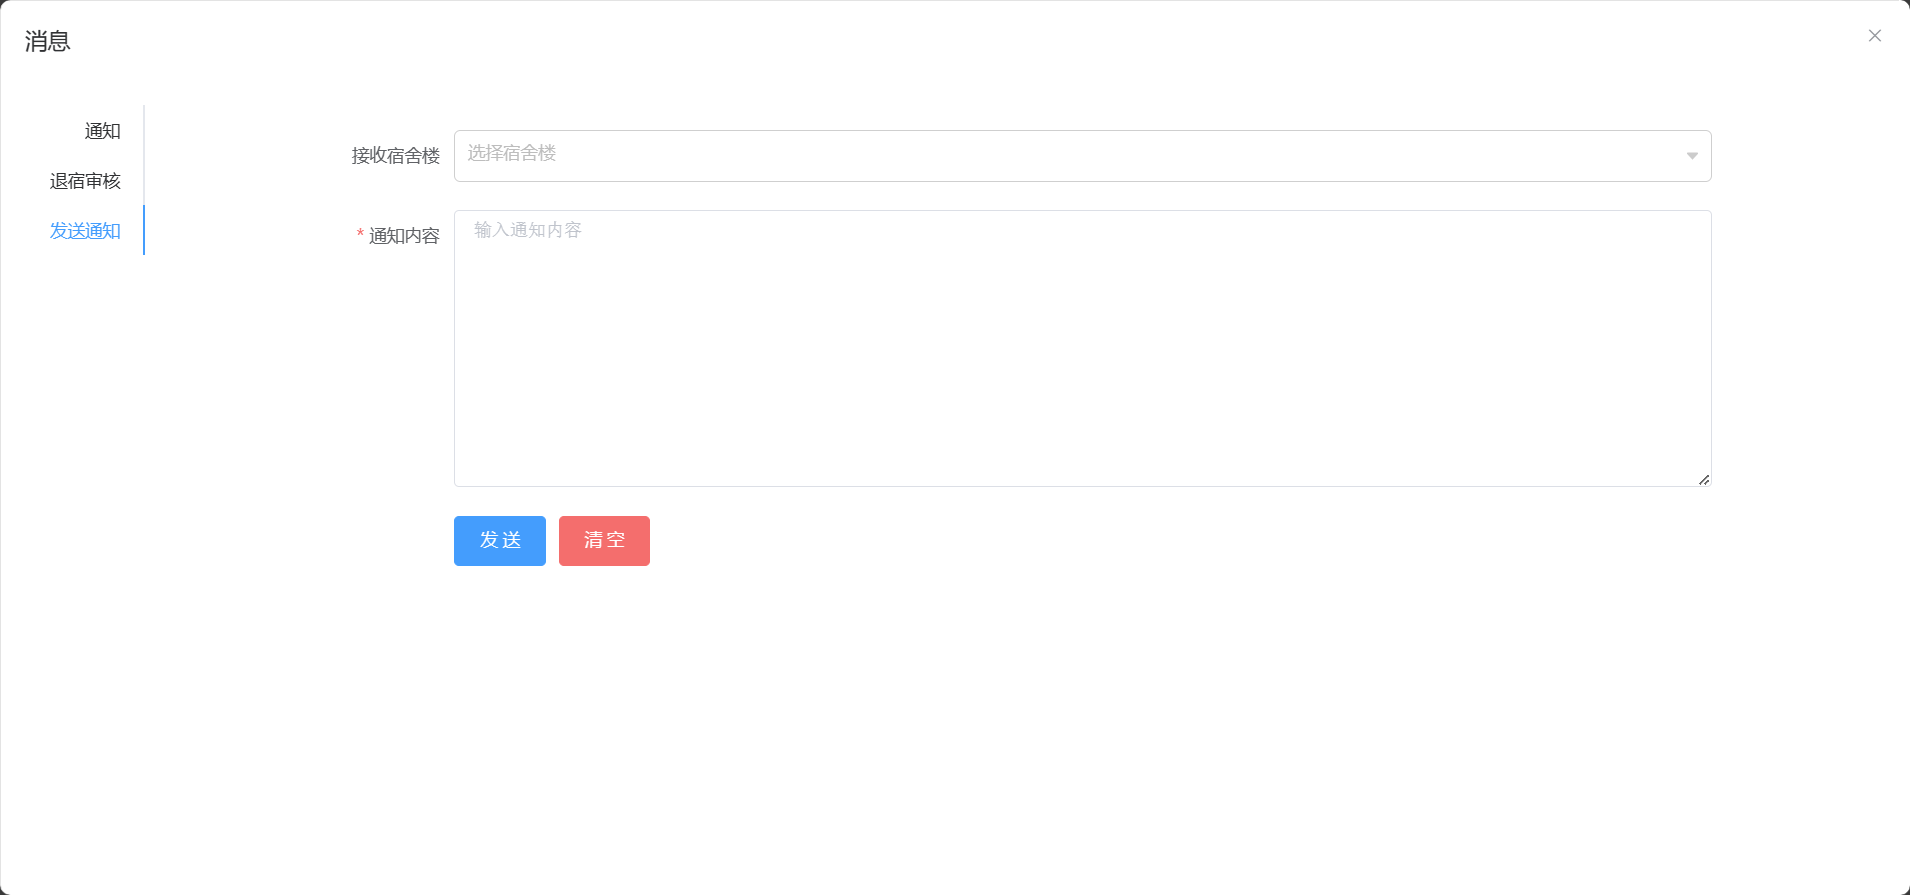 消息
通知
退宿审核
发送通知
接收宿舍楼 选择宿舍楼
* 通知内容 输入通知内容
发送 清空